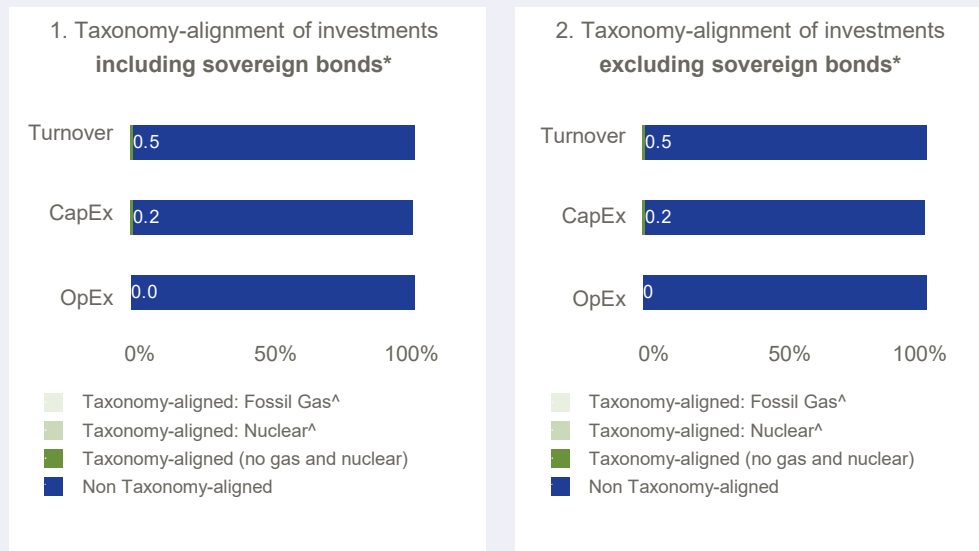 1. Taxonomy-alignment of investments
including sovereign bonds*
Turnover
0.5
CapEx
0.2
OpEx
0.0
0% 50% 100%
Taxonomy-aligned: Fossil Gas^
Taxonomy-aligned: Nuclear^
Taxonomy-aligned (no gas and nuclear)
Non Taxonomy-aligned
2. Taxonomy-alignment of investments
excluding sovereign bonds*
Turnover
0.5
CapEx
0.2
OpEx
0
0% 50% 100%
Taxonomy-aligned: Fossil Gas^
Taxonomy-aligned: Nuclear^
Taxonomy-aligned (no gas and nuclear)
Non Taxonomy-aligned